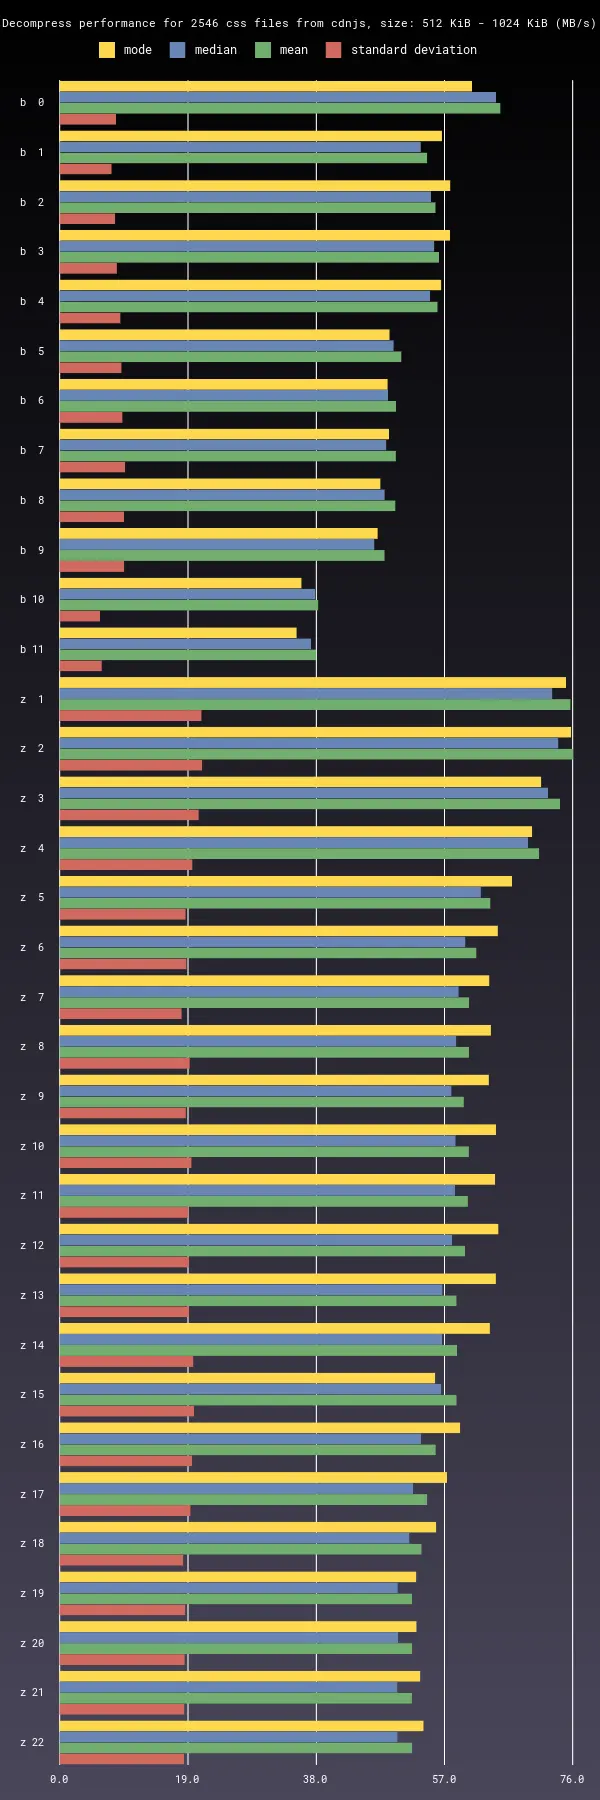 Decompress performance for 2546 css files from cdnjs, size: 512 KiB - 1024 KiB (MB/s)
mode median mean standard deviation
b 0
b 1
b 2
b 3
b 4
b 5
b 6
b 7
b 8
b 9
b 10
b 11
z 1
z 2
z 3
z 4
z 5
z 6
z 7
z 8
z 9
z 10
z 11
z 12
z 13
z 14
z 15
z 16
z 17
z 18
z 19
z 20
z 21
z 22
0.0 19.0 38.0 57.0 76.0